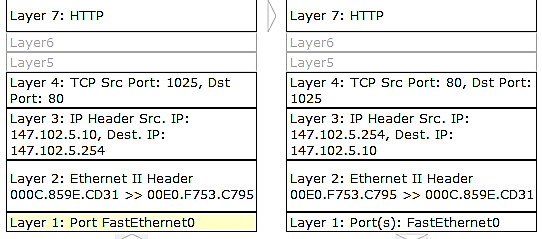 Layer 7: HTTP
Layer6
Layer5
Layer 4: TCP Src Port: 1025, Dst
Port: 80
Layer 3: IP Header Src. IP:
147.102.5.10, Dest. IP:
147.102.5.254
Layer 2: Ethernet II Header
000C.859E.CD31 >> 00E0.F753.C795
Layer 1: Port FastEthernet0
Layer 7: HTTP
Layer6
Layer5
Layer 4: TCP Src Port: 80, Dst Port:
1025
Layer 3: IP Header Src. IP:
147.102.5.254, Dest. IP:
147.102.5.10
Layer 2: Ethernet II Header
00E0.F753.C795 >> 000C.859E.CD31
Layer 1: Port(s): FastEthernet0